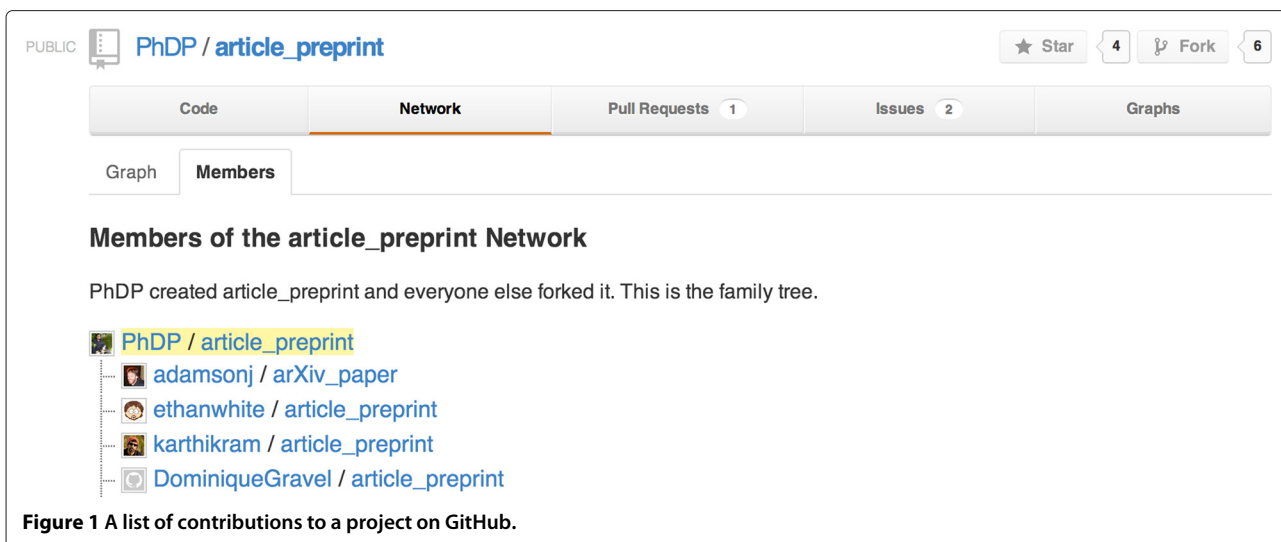 PUBLIC PhDP / article_preprint Star 4 Fork 6
Code Network Pull Requests 1 Issues 2 Graphs
Graph Members
Members of the article_preprint Network
PhDP created article_preprint and everyone else forked it. This is the family tree.
PhDP / article_preprint
adamsonj / arXiv_paper
ethanwhite / article_preprint
karthikram / article_preprint
DominiqueGravel / article_preprint
Figure 1 A list of contributions to a project on GitHub.